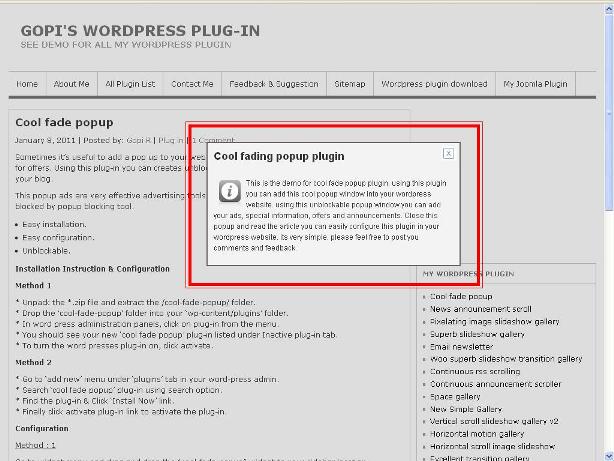 GOPI'S WORDPRESS PLUG-IN
SEE DEMO FOR ALL MY WORDPRESS PLUGIN
Home About Me All Plugin List Contact Me Feedback & Suggestion Sitemap Wordpress plugin download My Joomla Plugin
Cool fade popup
January 8, 2011 | Posted by: Gopi R | Plug in | 1 Comment
Sometimes it's useful to add a pop up to your web
for offers. Using this plug-in you can creates unblo
your blog.
This popup ads are very effective advertising tools
blocked by popup blocking tool.
Easy installation.
Easy configuration.
Unblockable.
Installation Instruction & Configuration
Method 1
* Unpack the *.zip file and extract the /cool-fade-popup/ folder.
* Drop the 'cool-fade-popup' folder into your 'wp-content/plugins' folder.
* In word press administration panels, click on plug-in from the menu.
* You should see your new 'cool fade popup' plug-in listed under Inactive plug-in tab.
* To turn the word presses plug-in on, click activate.
Method 2
* Go to 'add new' menu under 'plugins' tab in your word-press admin.
* Search 'cool fade popup' plug-in using search option.
* Find the plug-in & Click 'Install Now' link.
* Finally click activate plug-in link to activate the plug-in.
Configuration
Method : 1
Cool fading popup plugin
X
This is the demo for cool fade popup plugin, using this plugin
you can add this cool popup window into your wordpress
website, using this unblockable popup window you can add
your ads, special information, offers and announcements. Close this
popup and read the article you can easily configure this plugin in your
wordpress website. its very simple. please feel free to post you
comments and feedback.
MY WORDPRESS PLUGIN
Cool fade popup
News announcement scroll
Pixelating image slideshow gallery
Superb slideshow gallery
Email newsletter
Woo superb slideshow transition gallery
Continuous rss scrolling
Continuous announcement scroller
Space gallery
New Simple Gallery
Vertical scroll slideshow gallery v2
Horizontal motion gallery
Horizontal scroll image slideshow
Excellent transition gallery